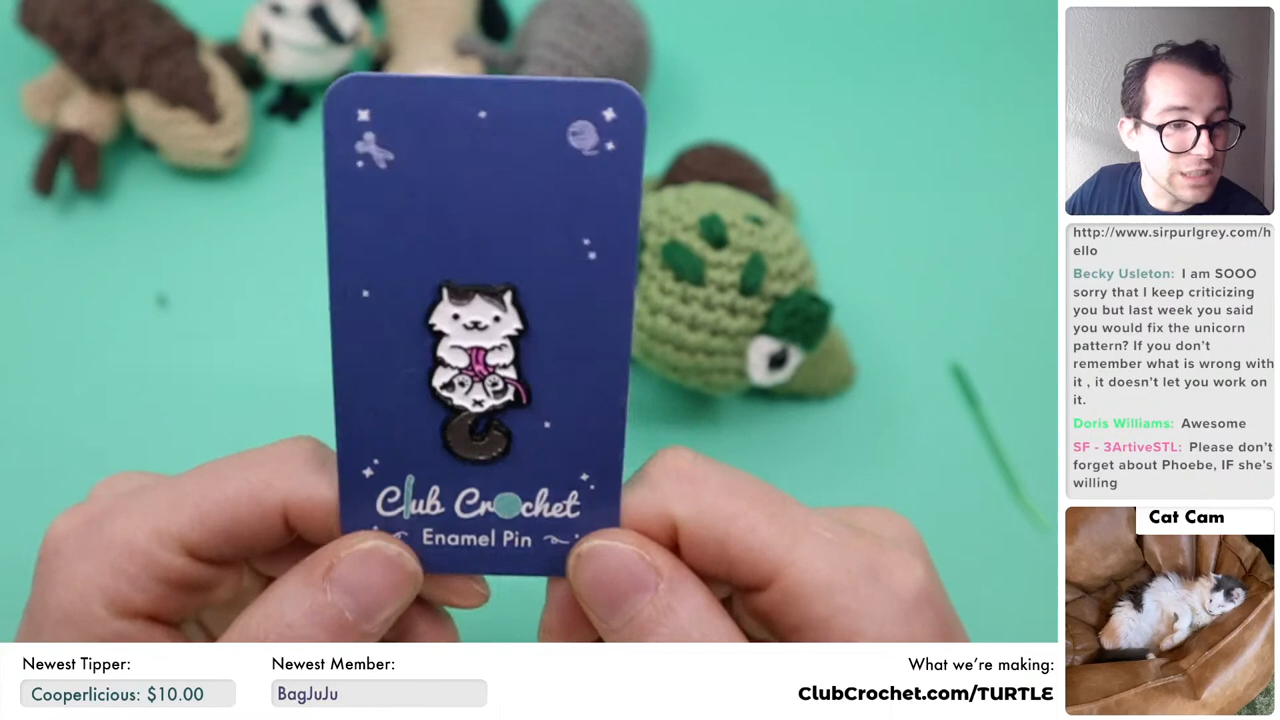 Club Crochet
Enamel Pin
http://www.sirpurlgrey.com/h
ello
Becky Usleton: I am SOOO
sorry that I keep criticizing
you but last week you said
you would fix the unicorn
pattern? If you don't
remember what is wrong with
it , it doesn't let you work on
it.
Doris Williams: Awesome
SF - 3ArtiveSTL: Please don't
forget about Phoebe, IF she's
willing
Cat Cam
Newest Tipper:
Cooperlicious: $10.00
Newest Member:
BagJuJu
What we're making:
ClubCrochet.com/TURTLE